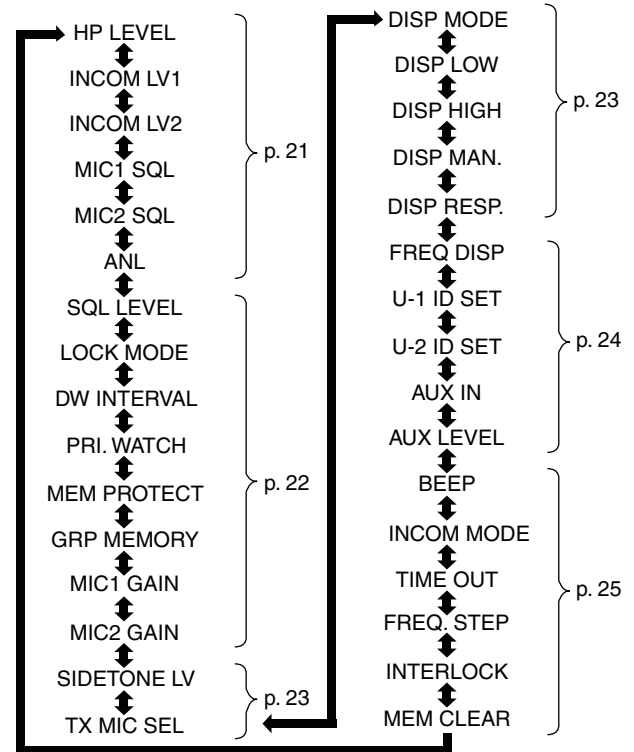 HP LEVEL
INCOM LV1
INCOM LV2
MIC1 SQL
MIC2 SQL
ANL
p. 21
SQL LEVEL
LOCK MODE
DW INTERVAL
PRI. WATCH
MEM PROTECT
GRP MEMORY
MIC1 GAIN
MIC2 GAIN
p. 22
SIDETONE LV
TX MIC SEL
p. 23
DISP MODE
DISP LOW
DISP HIGH
DISP MAN.
DISP RESP.
p. 23
FREQ DISP
U-1 ID SET
U-2 ID SET
AUX IN
AUX LEVEL
p. 24
BEEP
INCOM MODE
TIME OUT
FREQ. STEP
INTERLOCK
MEM CLEAR
p. 25